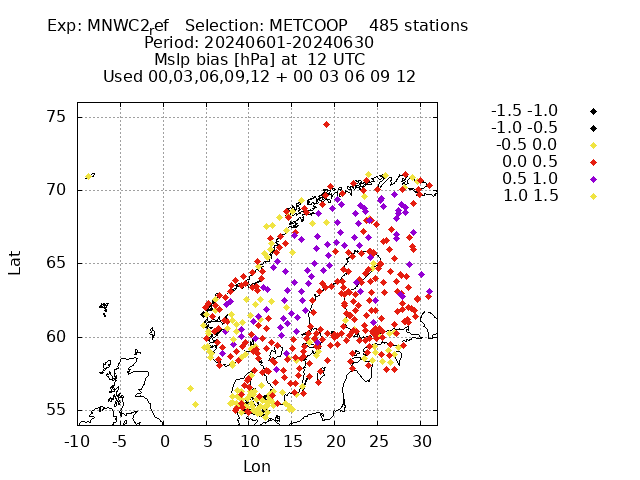 Exp: MNWC2ref   Selection: METCOOP    485 stations
Period: 20240601-20240630
Mslp bias [hPa] at  12 UTC
Used 00,03,06,09,12 + 00 03 06 09 12
-1.5 -1.0
-1.0 -0.5
-0.5 0.0
0.0 0.5
0.5 1.0
1.0 1.5
75
70
65
60
55
Lat
-10 -5 0 5 10 15 20 25 30
Lon